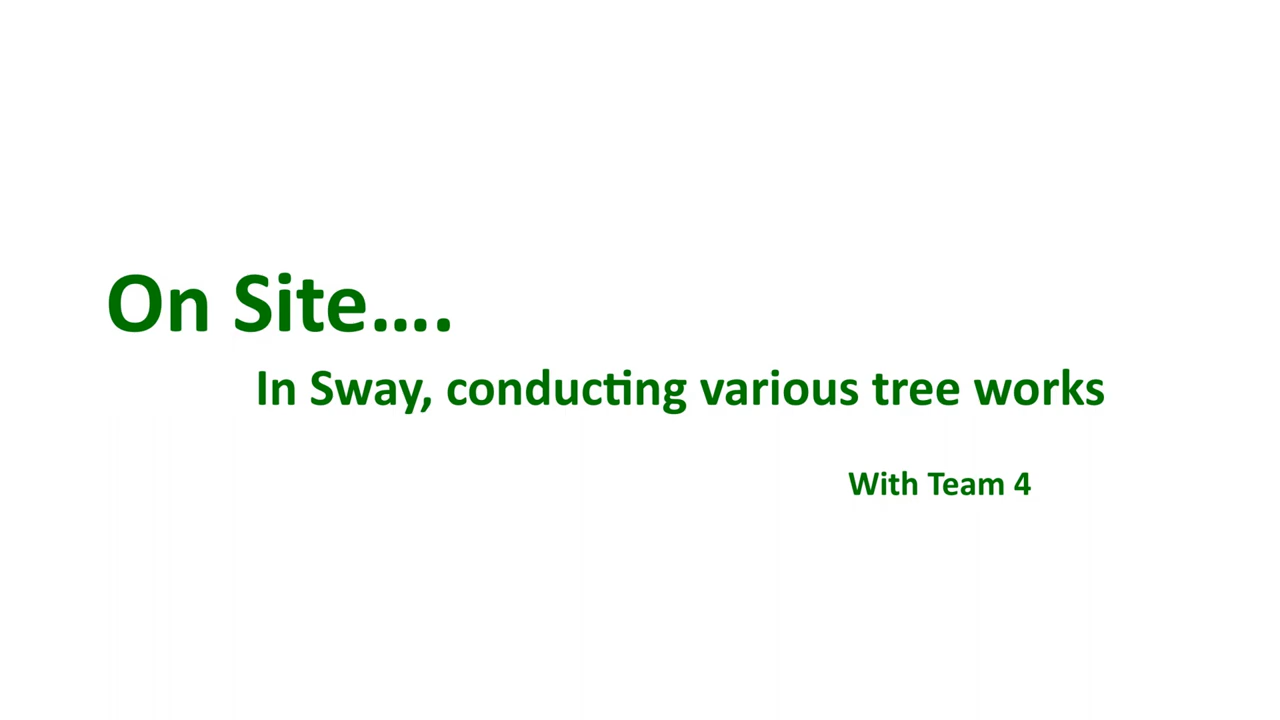 On Site....
In Sway, conducting various tree works
With Team 4